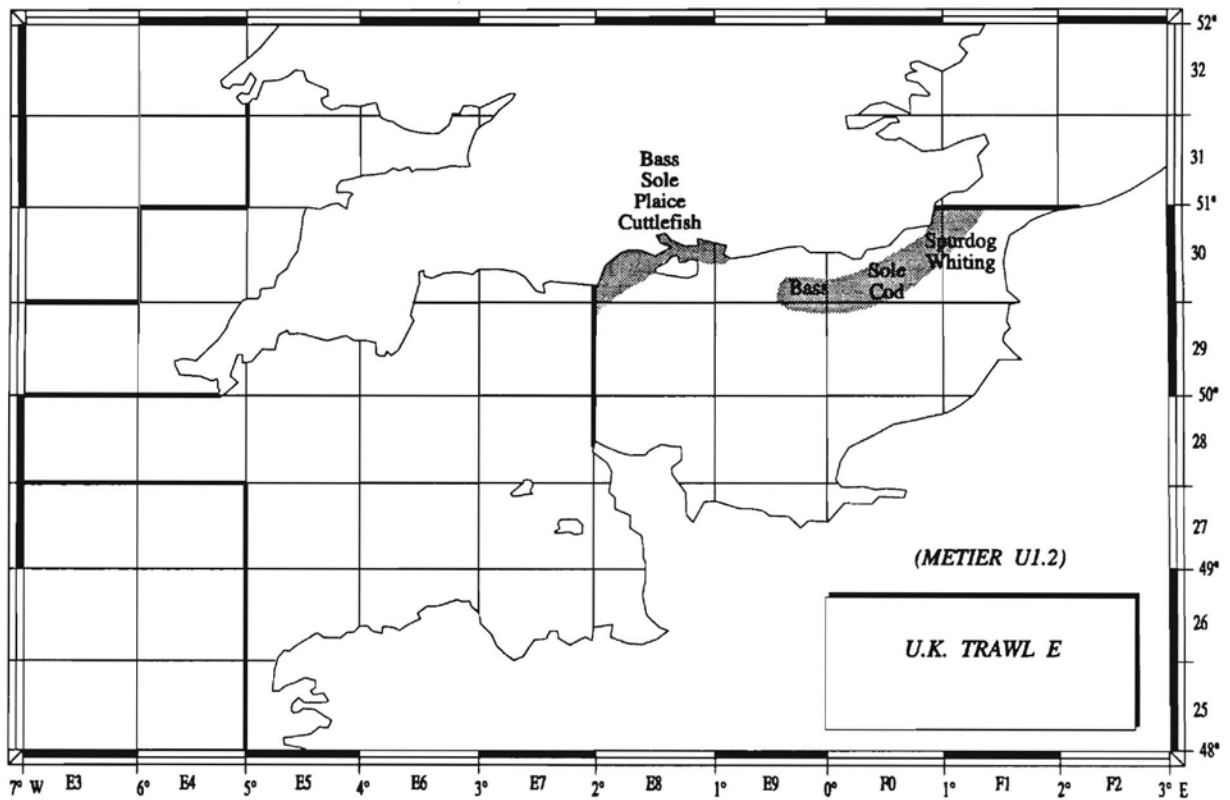 52°
32
31
Bass
Sole
Plaice
Cuttlefish
51°
Spurdog
Whiting
30
Sole
Cod
Bass
29
50°
28
27
(METIER U1.2)
49°
26
U.K. TRAWL E
25
48°
7° W E3 6° E4 5° E5 4° E6 3° E7 2° E8 1° E9 0° F0 1° F1 2° F2 3° E